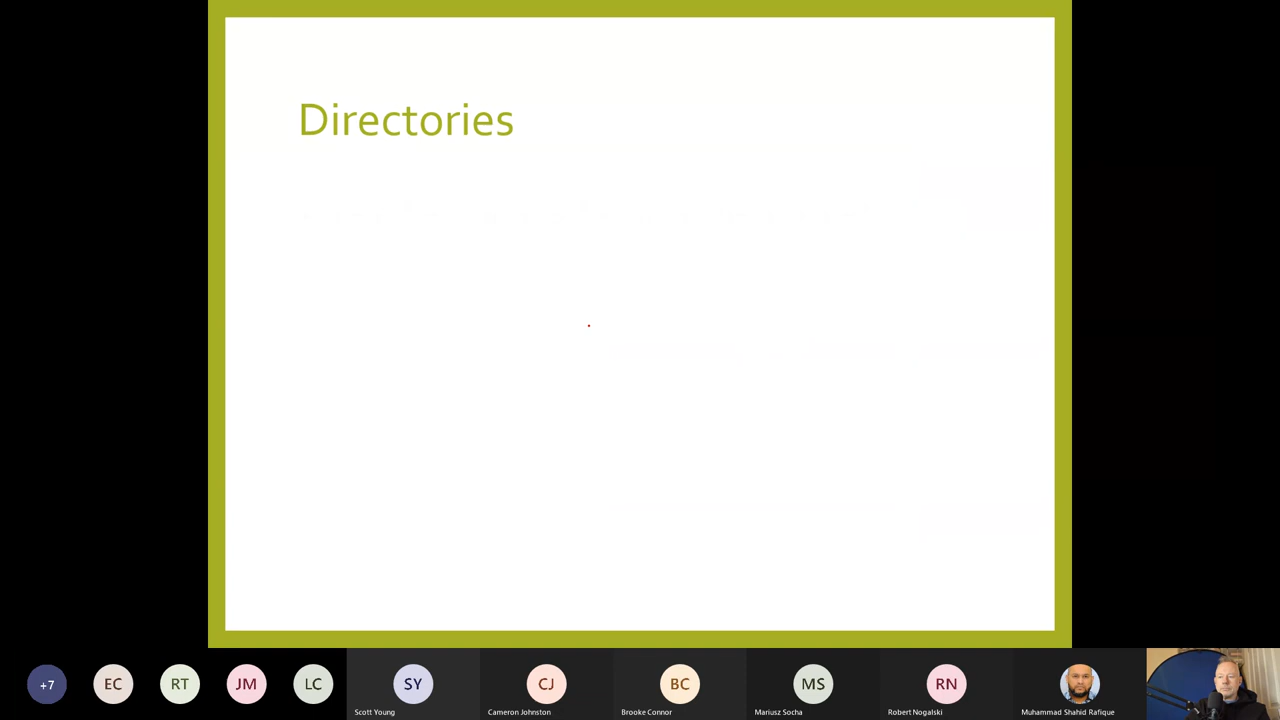 Directories
+7
EC
RT
JM
LC
SY
CJ
BC
MS
RN
Scott Young
Cameron Johnston
Brooke Connor
Mariusz Socha
Robert Nogalski
Muhammad Shahid Rafique